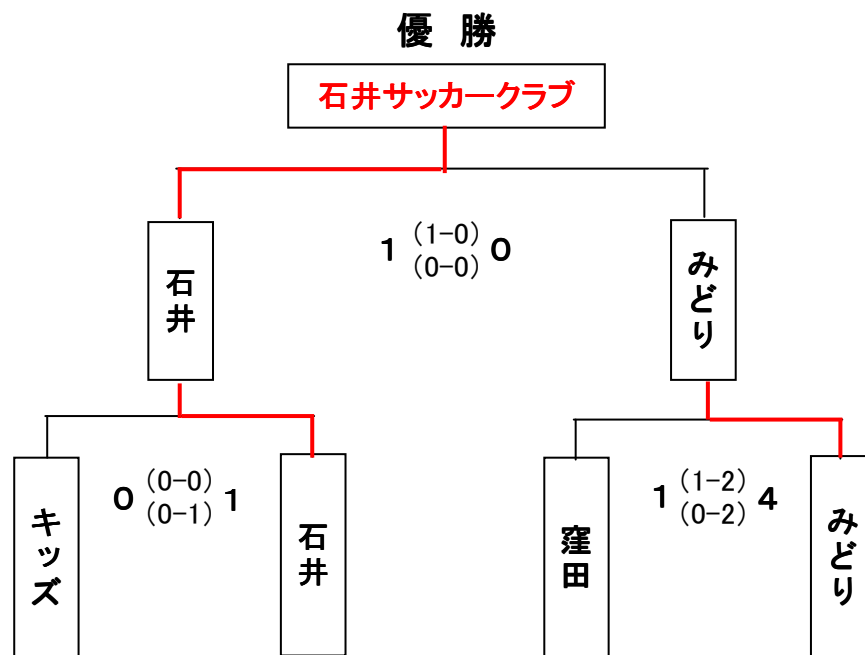 優 勝
石井サッカークラブ
石井
1 (1-0) 0
(0-0)
みどり
キッズ
0 (0-0) 1
(0-1)
石井
窪田
1 (1-2) 4
(0-2)
みどり